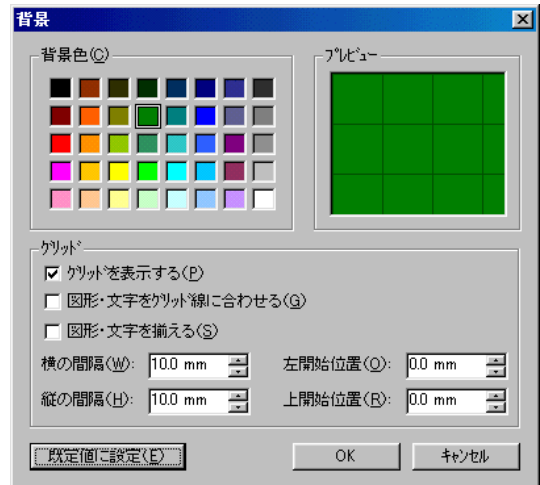 背景
背景色(C)
ﾌﾟﾚﾋﾞｭｰ
ｸﾞﾘｯﾄﾞ
ｸﾞﾘｯﾄﾞを表示する(P)
図形・文字をｸﾞﾘｯﾄﾞ線に合わせる(G)
図形・文字を揃える(S)
横の間隔(W): 10.0 mm 左開始位置(O): 0.0 mm
縦の間隔(H): 10.0 mm 上開始位置(R): 0.0 mm
既定値に設定(E) OK ｷｬﾝｾﾙ